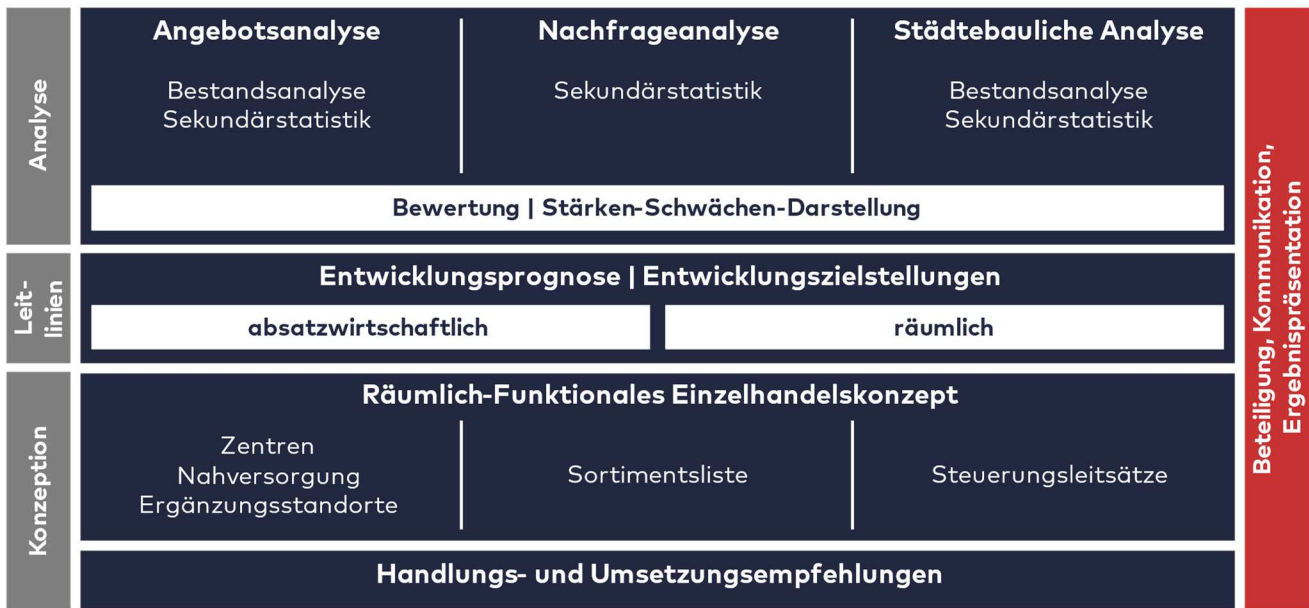 Analyse
Angebotsanalyse
Bestandsanalyse
Sekundärstatistik
Nachfrageanalyse
Sekundärstatistik
Städtebauliche Analyse
Bestandsanalyse
Sekundärstatistik
Bewertung | Stärken-Schwächen-Darstellung
Leit-
linien
Entwicklungsprognose | Entwicklungszielstellungen
absatzwirtschaftlich
räumlich
Konzeption
Räumlich-Funktionales Einzelhandelskonzept
Zentren
Nahversorgung
Ergänzungsstandorte
Sortimentsliste
Steuerungsleitsätze
Handlungs- und Umsetzungsempfehlungen
Beteiligung, Kommunikation,
Ergebnispräsentation